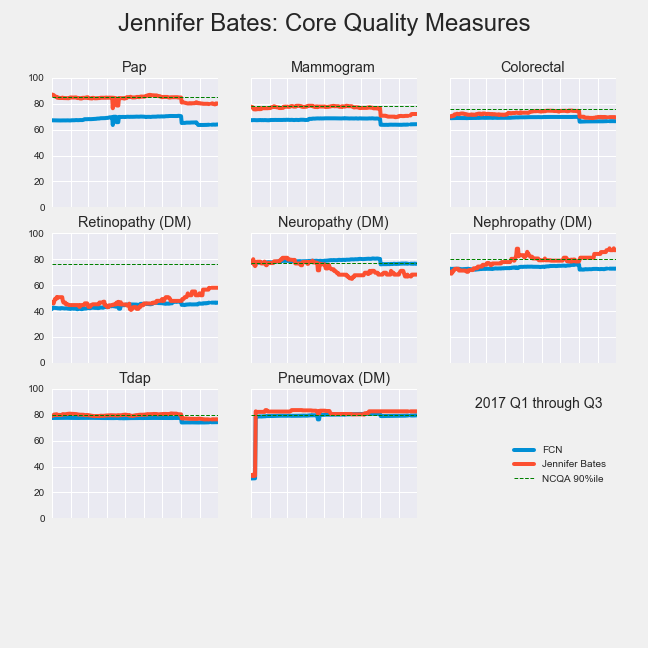 Jennifer Bates: Core Quality Measures
Pap
Mammogram
Colorectal
100
80
60
40
20
0
Retinopathy (DM)
Neuropathy (DM)
Nephropathy (DM)
100
80
60
40
20
0
Tdap
Pneumovax (DM)
100
80
60
40
20
0
2017 Q1 through Q3
FCN
Jennifer Bates
NCQA 90%ile